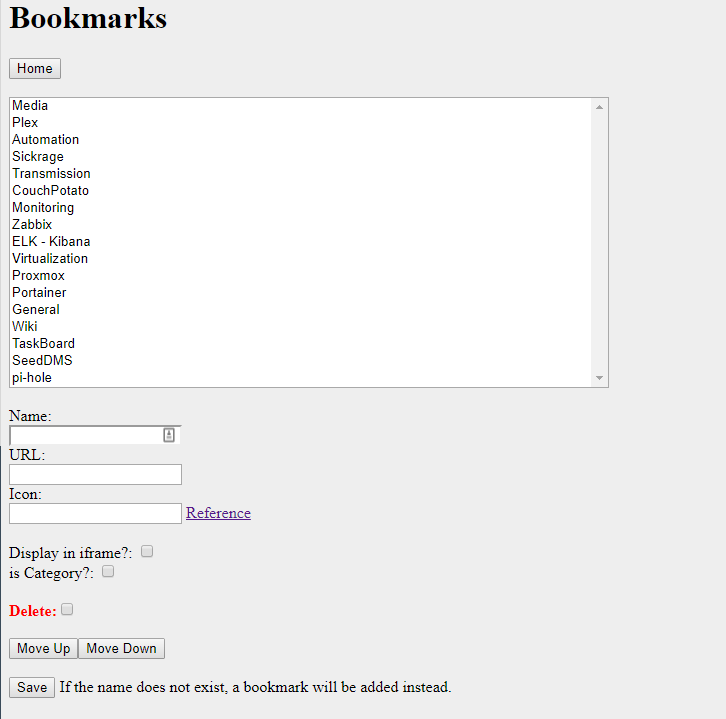 Bookmarks
Home
Media
Plex
Automation
Sickrage
Transmission
CouchPotato
Monitoring
Zabbix
ELK - Kibana
Virtualization
Proxmox
Portainer
General
Wiki
TaskBoard
SeedDMS
pi-hole
Name:
URL:
Icon:
Reference
Display in iframe?:
is Category?:
Delete:
Move Up Move Down
Save If the name does not exist, a bookmark will be added instead.